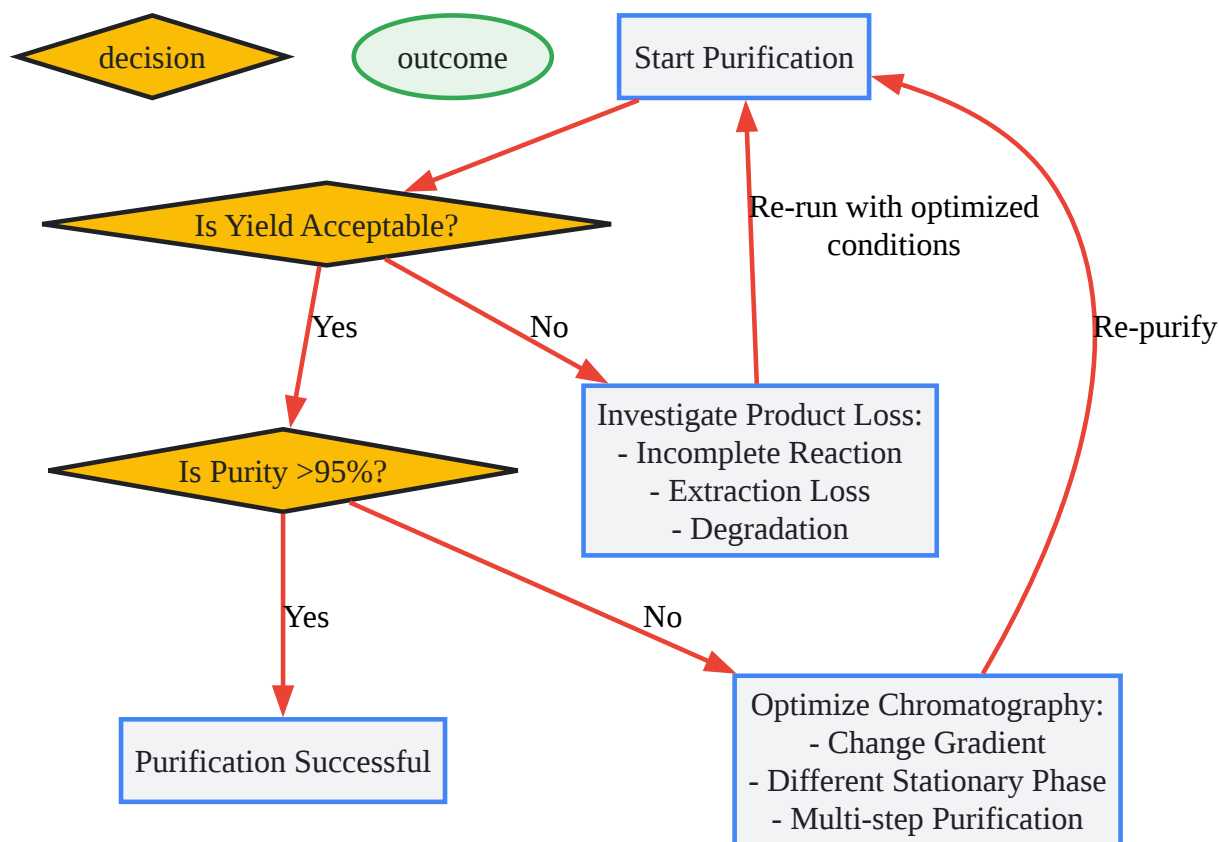 decision
outcome
Start Purification
Is Yield Acceptable?
Re-run with optimized
conditions
Yes
No
Re-purify
Investigate Product Loss:
- Incomplete Reaction
- Extraction Loss
- Degradation
Is Purity >95%?
Yes
No
Purification Successful
Optimize Chromatography:
- Change Gradient
- Different Stationary Phase
- Multi-step Purification